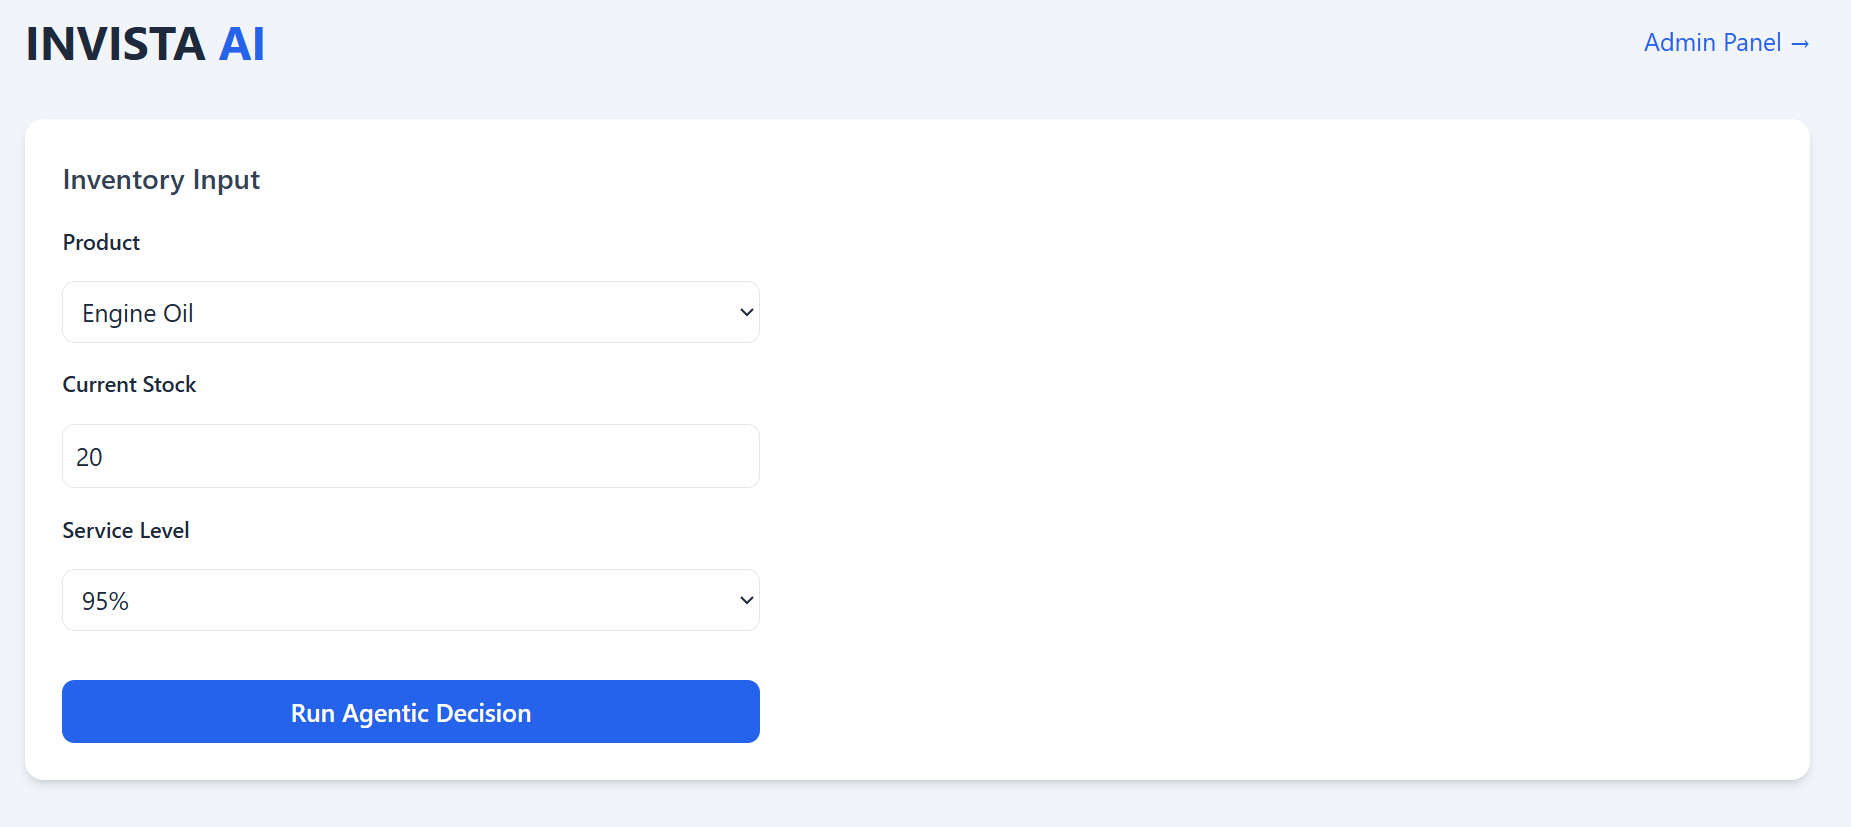 INVISTA AI
Admin Panel →
Inventory Input
Product
Engine Oil
Current Stock
20
Service Level
95%
Run Agentic Decision